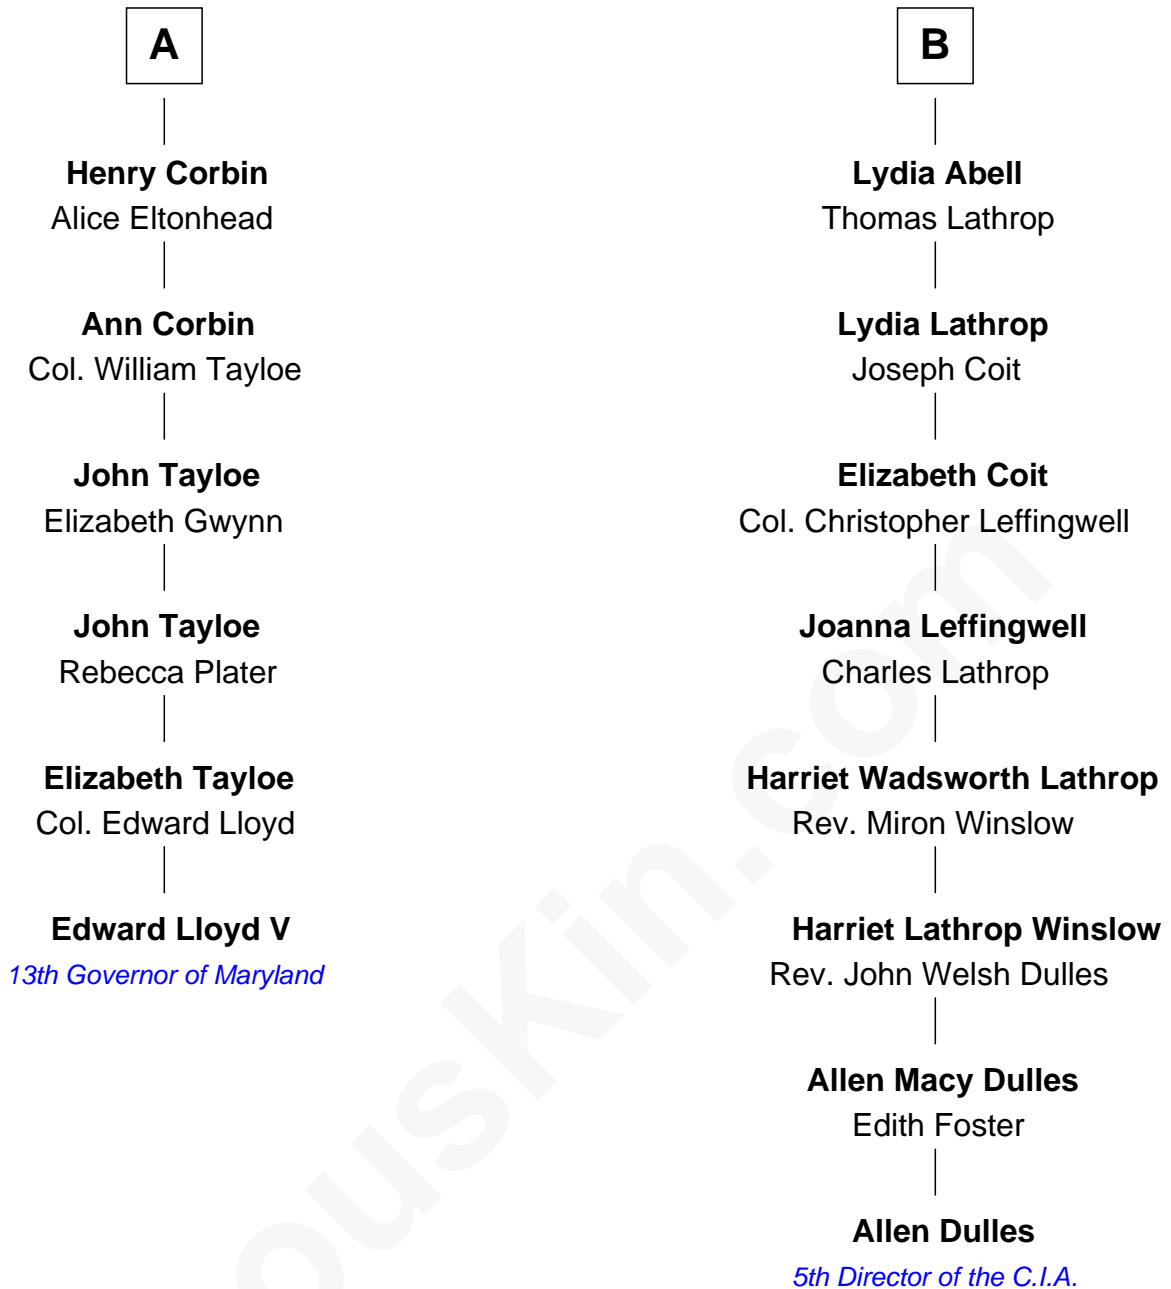 A
Henry Corbin
Alice Eltonhead
Ann Corbin
Col. William Tayloe
John Tayloe
Elizabeth Gwynn
John Tayloe
Rebecca Plater
Elizabeth Tayloe
Col. Edward Lloyd
Edward Lloyd V
13th Governor of Maryland
B
Lydia Abell
Thomas Lathrop
Lydia Lathrop
Joseph Coit
Elizabeth Coit
Col. Christopher Leffingwell
Joanna Leffingwell
Charles Lathrop
Harriet Wadsworth Lathrop
Rev. Miron Winslow
Harriet Lathrop Winslow
Rev. John Welsh Dulles
Allen Macy Dulles
Edith Foster
Allen Dulles
5th Director of the C.I.A.
ousKin.com